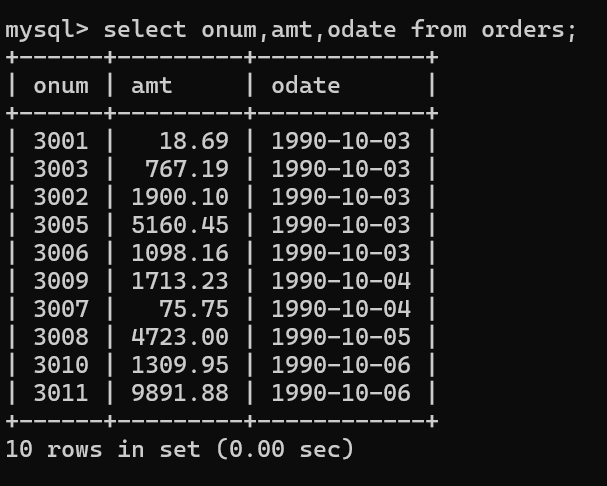 mysql> select onum,amt,odate from orders;
+------+---------+------------+
| onum | amt     | odate      |
+------+---------+------------+
| 3001 |   18.69 | 1990-10-03 |
| 3003 |  767.19 | 1990-10-03 |
| 3002 | 1900.10 | 1990-10-03 |
| 3005 | 5160.45 | 1990-10-03 |
| 3006 | 1098.16 | 1990-10-03 |
| 3009 | 1713.23 | 1990-10-04 |
| 3007 |   75.75 | 1990-10-04 |
| 3008 | 4723.00 | 1990-10-05 |
| 3010 | 1309.95 | 1990-10-06 |
| 3011 | 9891.88 | 1990-10-06 |
+------+---------+------------+
10 rows in set (0.00 sec)